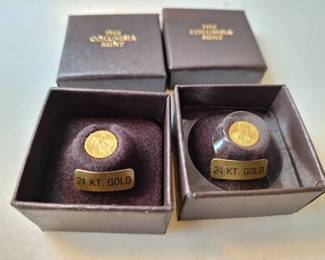 THE
COLUMBIA
MINT
THE
COLUMBIA
MINT
24 KT. GOLD
24 KT. GOLD